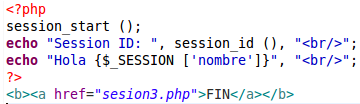 <?php
session_start ();
echo "Session ID: ", session_id (), "<br/>";
echo "Hola {$_SESSION ['nombre']}", "<br/>";
?>
<b><a href="sesion3.php">FIN</a></b>